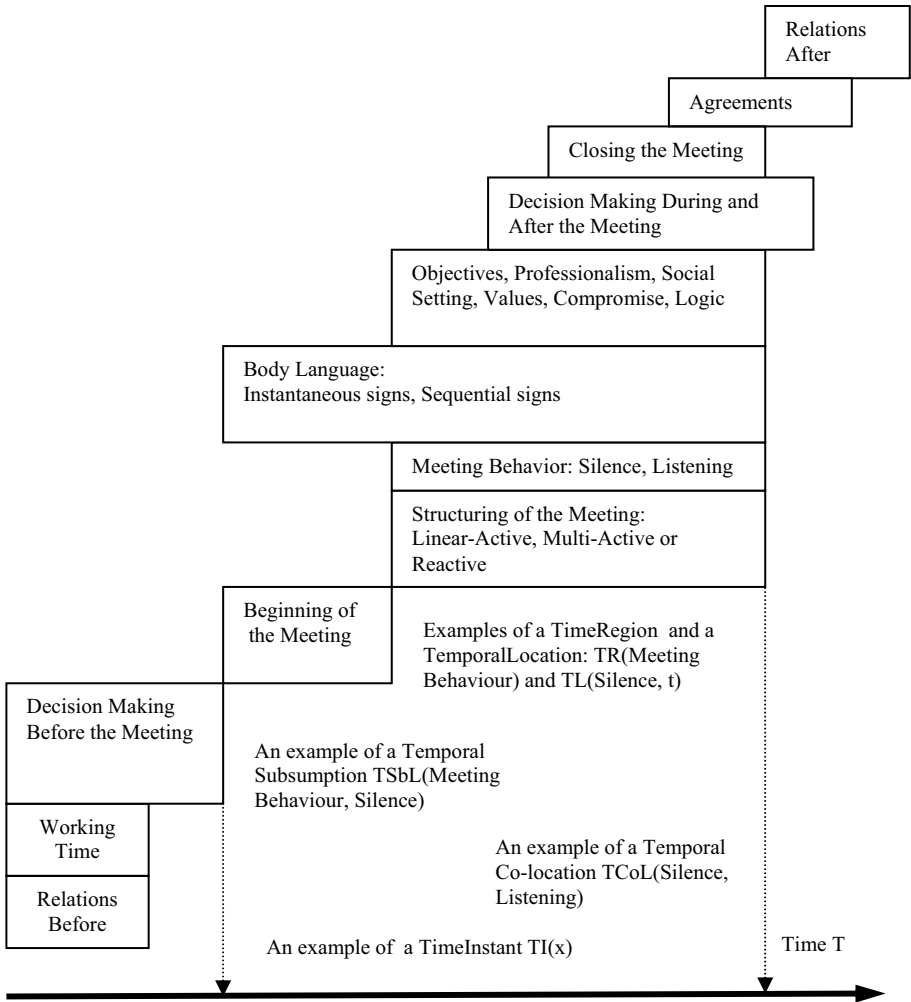 Relations
After
Agreements
Closing the Meeting
Decision Making During and
After the Meeting
Objectives, Professionalism, Social
Setting, Values, Compromise, Logic
Body Language:
Instantaneous signs, Sequential signs
Meeting Behavior: Silence, Listening
Structuring of the Meeting:
Linear-Active, Multi-Active or
Reactive
Beginning of
the Meeting
Examples of a TimeRegion and a
TemporalLocation: TR(Meeting
Behaviour) and TL(Silence, t)
Decision Making
Before the Meeting
An example of a Temporal
Subsumption TSbL(Meeting
Behaviour, Silence)
Working
Time
An example of a Temporal
Co-location TCoL(Silence,
Listening)
Relations
Before
An example of a TimeInstant TI(x)
Time T